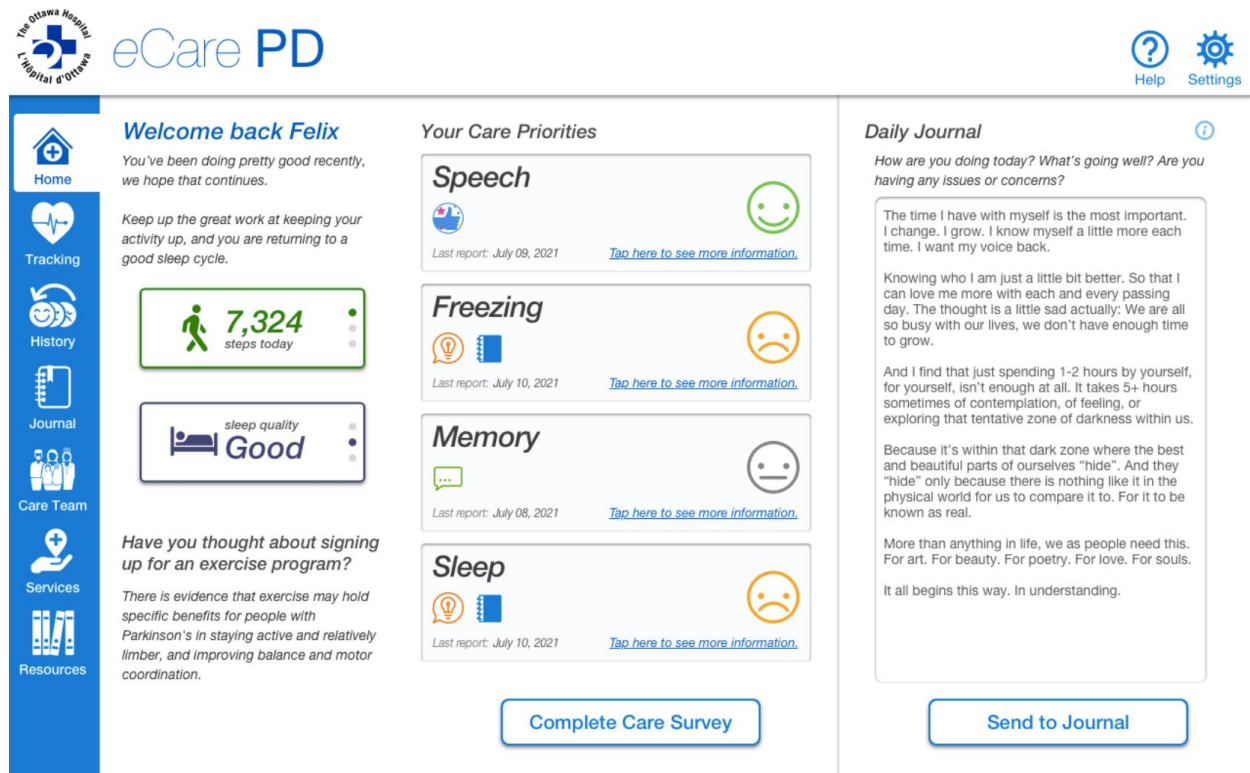 The Ottawa Hospital
L'Hôpital d'Ottawa
eCare PD
Help
Settings
Home
Tracking
History
Journal
Care Team
Services
Resources
Welcome back Felix
You've been doing pretty good recently,
we hope that continues.
Keep up the great work at keeping your
activity up, and you are returning to a
good sleep cycle.
7,324
steps today
sleep quality
Good
Have you thought about signing
up for an exercise program?
There is evidence that exercise may hold
specific benefits for people with
Parkinson's in staying active and relatively
limber, and improving balance and motor
coordination.
Your Care Priorities
Speech
Last report: July 09, 2021
Tap here to see more information.
Freezing
Last report: July 10, 2021
Tap here to see more information.
Memory
Last report: July 08, 2021
Tap here to see more information.
Sleep
Last report: July 10, 2021
Tap here to see more information.
Complete Care Survey
Daily Journal
How are you doing today? What's going well? Are you
having any issues or concerns?
The time I have with myself is the most important.
I change. I grow. I know myself a little more each
time. I want my voice back.
Knowing who I am just a little bit better. So that I
can love me more with each and every passing
day. The thought is a little sad actually: We are all
so busy with our lives, we don't have enough time
to grow.
And I find that just spending 1-2 hours by yourself,
for yourself, isn't enough at all. It takes 5+ hours
sometimes of contemplation, of feeling, or
exploring that tentative zone of darkness within us.
Because it's within that dark zone where the best
and beautiful parts of ourselves "hide". And they
"hide" only because there is nothing like it in the
physical world for us to compare it to. For it to be
known as real.
More than anything in life, we as people need this.
For art. For beauty. For poetry. For love. For souls.
It all begins this way. In understanding.
Send to Journal